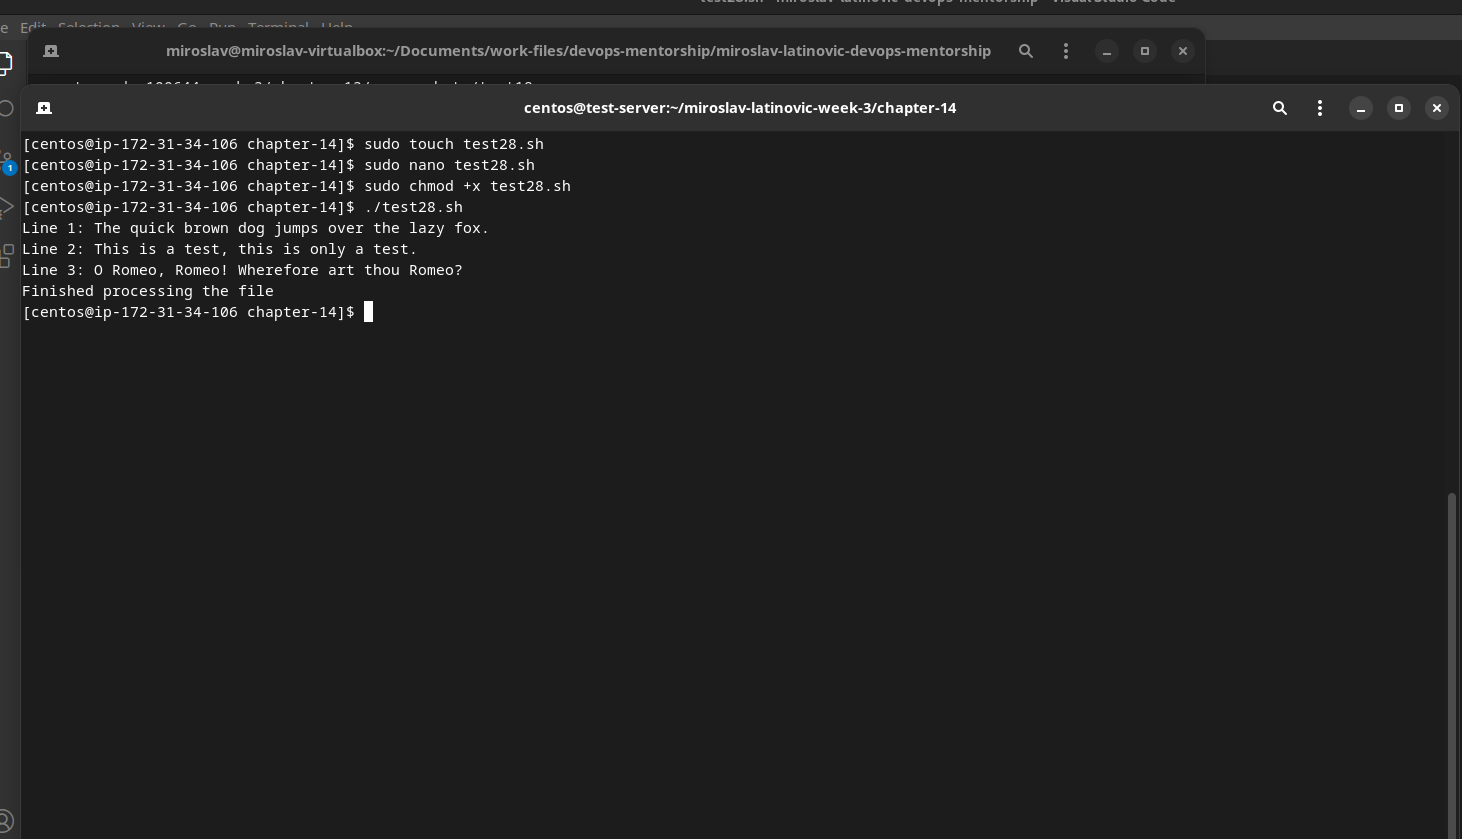 test28.sh - miroslav-latinovic-devops-mentorship - Visual Studio Code
e Edit Selection View Go Run Terminal Help
miroslav@miroslav-virtualbox:~/Documents/work-files/devops-mentorship/miroslav-latinovic-devops-mentorship
centos@test-server:~/miroslav-latinovic-week-3/chapter-14
[centos@ip-172-31-34-106 chapter-14]$ sudo touch test28.sh
[centos@ip-172-31-34-106 chapter-14]$ sudo nano test28.sh
[centos@ip-172-31-34-106 chapter-14]$ sudo chmod +x test28.sh
[centos@ip-172-31-34-106 chapter-14]$ ./test28.sh
Line 1: The quick brown dog jumps over the lazy fox.
Line 2: This is a test, this is only a test.
Line 3: O Romeo, Romeo! Wherefore art thou Romeo?
Finished processing the file
[centos@ip-172-31-34-106 chapter-14]$
1